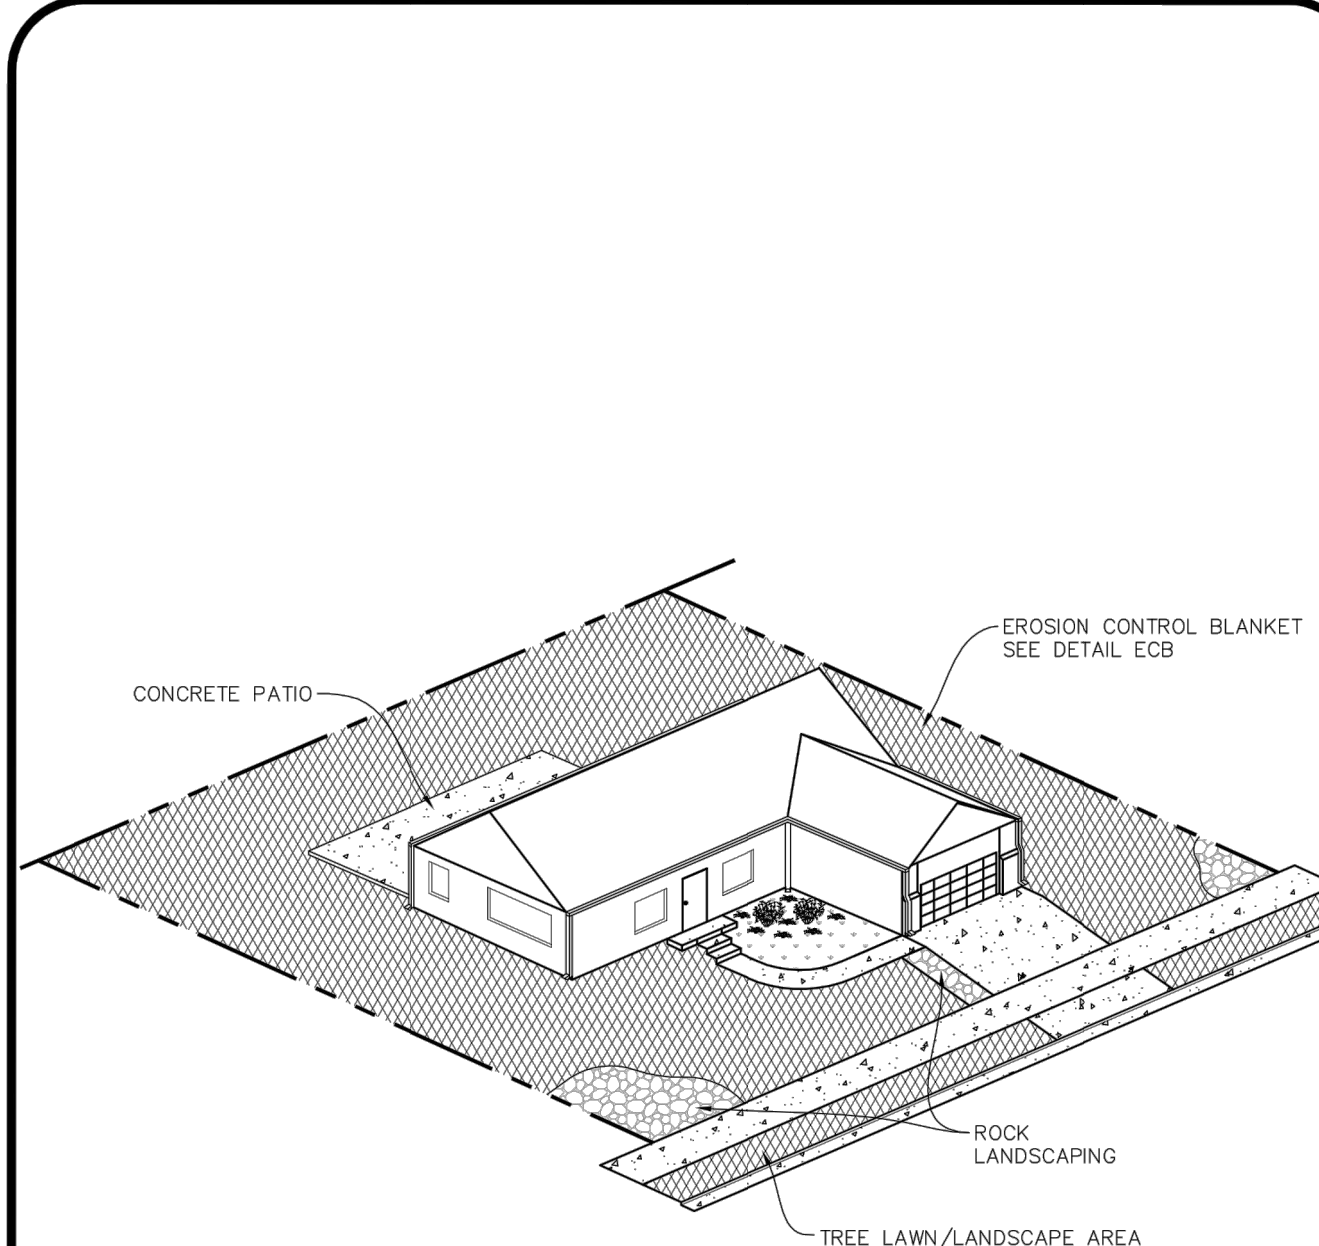 EROSION CONTROL BLANKET
SEE DETAIL ECB
CONCRETE PATIO
ROCK
LANDSCAPING
TREE LAWN/LANDSCAPE AREA